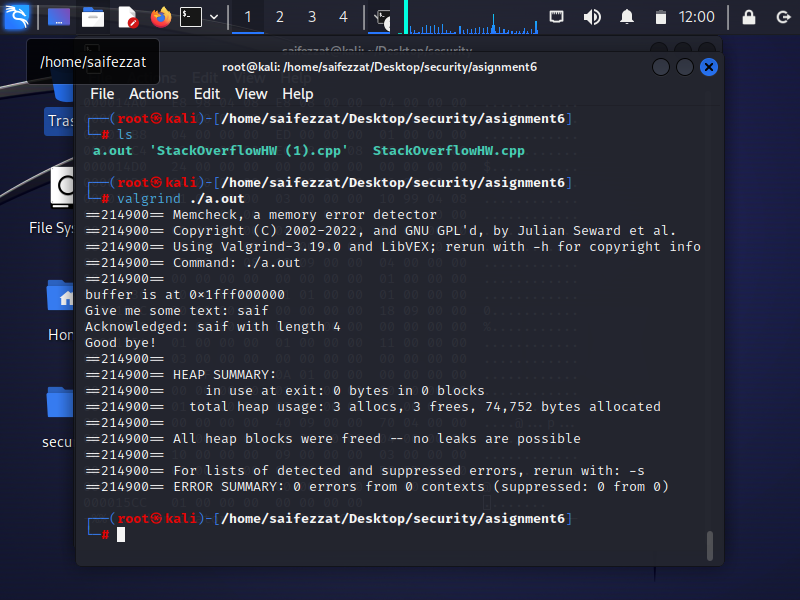 1 2 3 4 12:00
/home/saifezzat
root@kali: /home/saifezzat/Desktop/security/asignment6
File Actions Edit View Help
Tras
File Sys
Hom
secu
┌──(root㉿kali)-[/home/saifezzat/Desktop/security/asignment6]
└─# ls
a.out 'StackOverflowHW (1).cpp' StackOverflowHW.cpp
┌──(root㉿kali)-[/home/saifezzat/Desktop/security/asignment6]
└─# valgrind ./a.out
==214900== Memcheck, a memory error detector
==214900== Copyright (C) 2002-2022, and GNU GPL'd, by Julian Seward et al.
==214900== Using Valgrind-3.19.0 and LibVEX; rerun with -h for copyright info
==214900== Command: ./a.out
==214900==
buffer is at 0x1fff000000
Give me some text: saif
Acknowledged: saif with length 4
Good bye!
==214900==
==214900== HEAP SUMMARY:
==214900==     in use at exit: 0 bytes in 0 blocks
==214900==   total heap usage: 3 allocs, 3 frees, 74,752 bytes allocated
==214900==
==214900== All heap blocks were freed -- no leaks are possible
==214900==
==214900== For lists of detected and suppressed errors, rerun with: -s
==214900== ERROR SUMMARY: 0 errors from 0 contexts (suppressed: 0 from 0)
┌──(root㉿kali)-[/home/saifezzat/Desktop/security/asignment6]
└─#